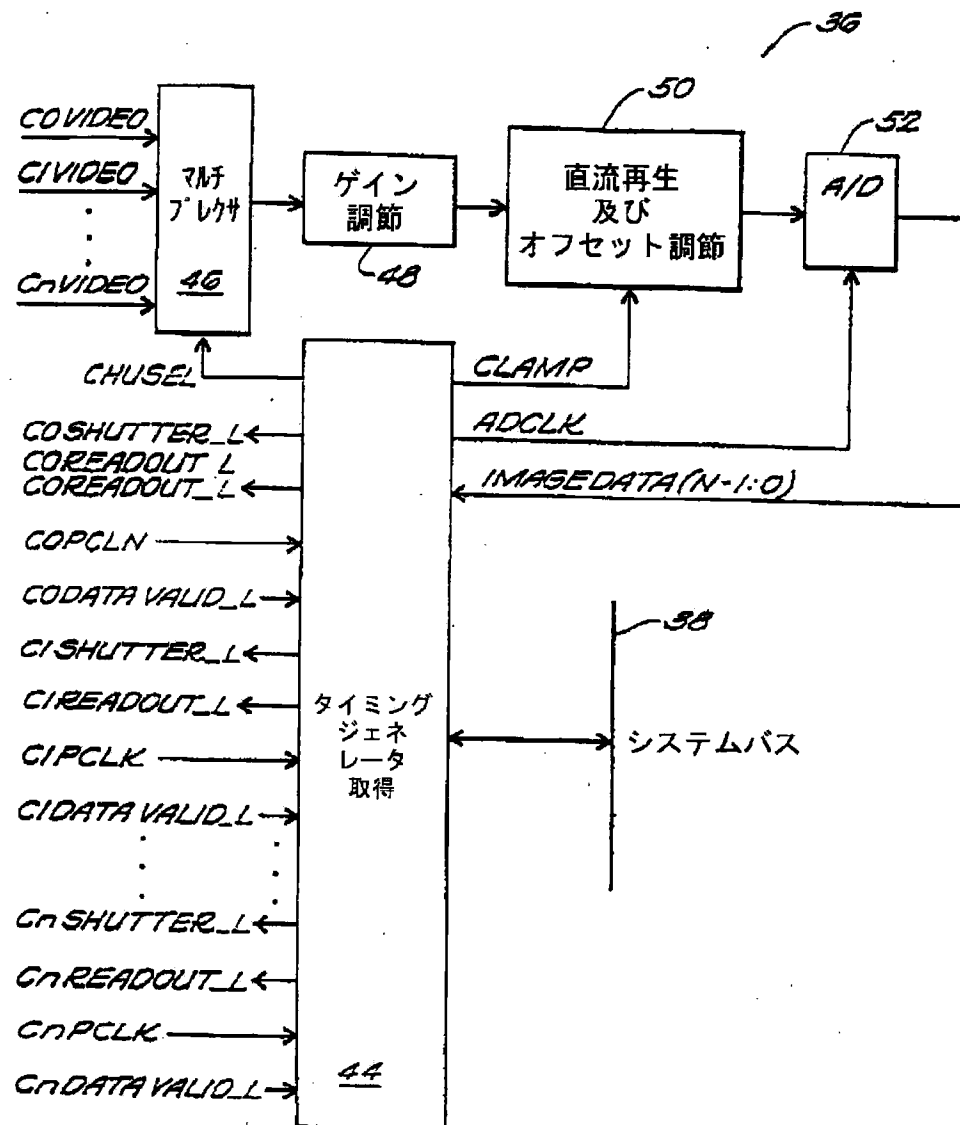 36
50
52
C0VIDEO
C1VIDEO
CnVIDEO
マルチ
プレクサ
46
ゲイン
調節
48
直流再生
及び
オフセット調節
A/D
CHUSEL
CLAMP
ADCLK
IMAGEDATA(N-1:0)
C0SHUTTER_L
C0READOUT_L
C0READOUT_L
C0PCLN
C0DATA VALID_L
C1SHUTTER_L
C1READOUT_L
C1PCLK
C1DATA VALID_L
CnSHUTTER_L
CnREADOUT_L
CnPCLK
CnDATA VALID_L
タイミング
ジェネ
レータ
取得
44
38
システムバス